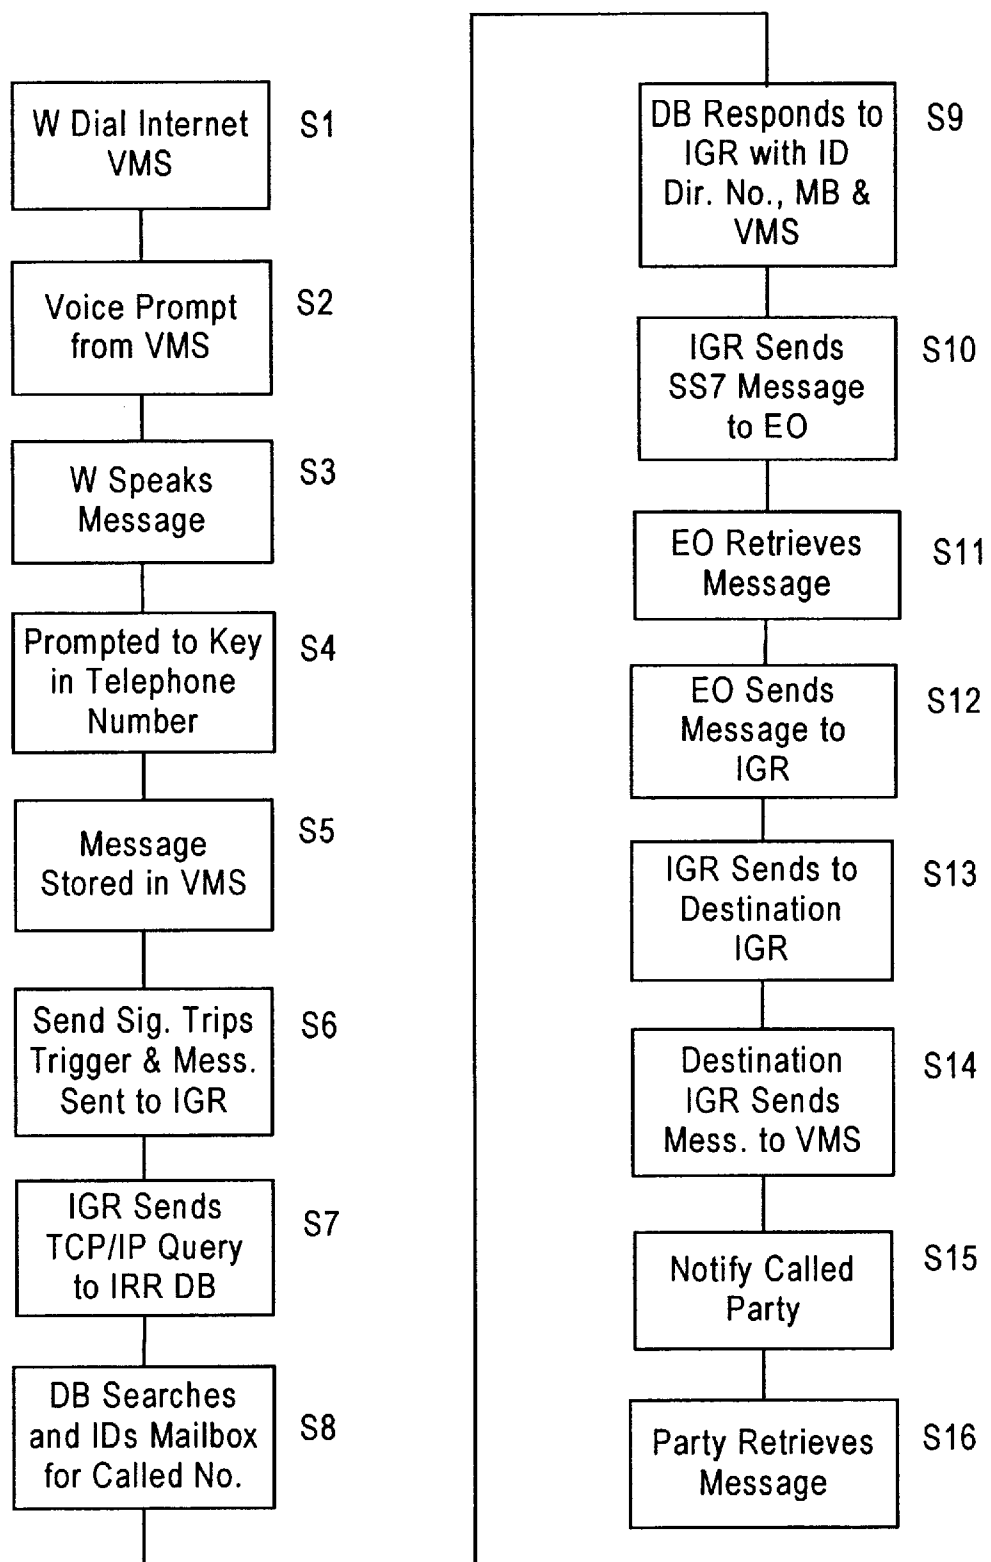 W Dial Internet
VMS
S1
Voice Prompt
from VMS
S2
W Speaks
Message
S3
Prompted to Key
in Telephone
Number
S4
Message
Stored in VMS
S5
Send Sig. Trips
Trigger & Mess.
Sent to IGR
S6
IGR Sends
TCP/IP Query
to IRR DB
S7
DB Searches
and IDs Mailbox
for Called No.
S8
DB Responds to
IGR with ID
Dir. No., MB &
VMS
S9
IGR Sends
SS7 Message
to EO
S10
EO Retrieves
Message
S11
EO Sends
Message to
IGR
S12
IGR Sends to
Destination
IGR
S13
Destination
IGR Sends
Mess. to VMS
S14
Notify Called
Party
S15
Party Retrieves
Message
S16